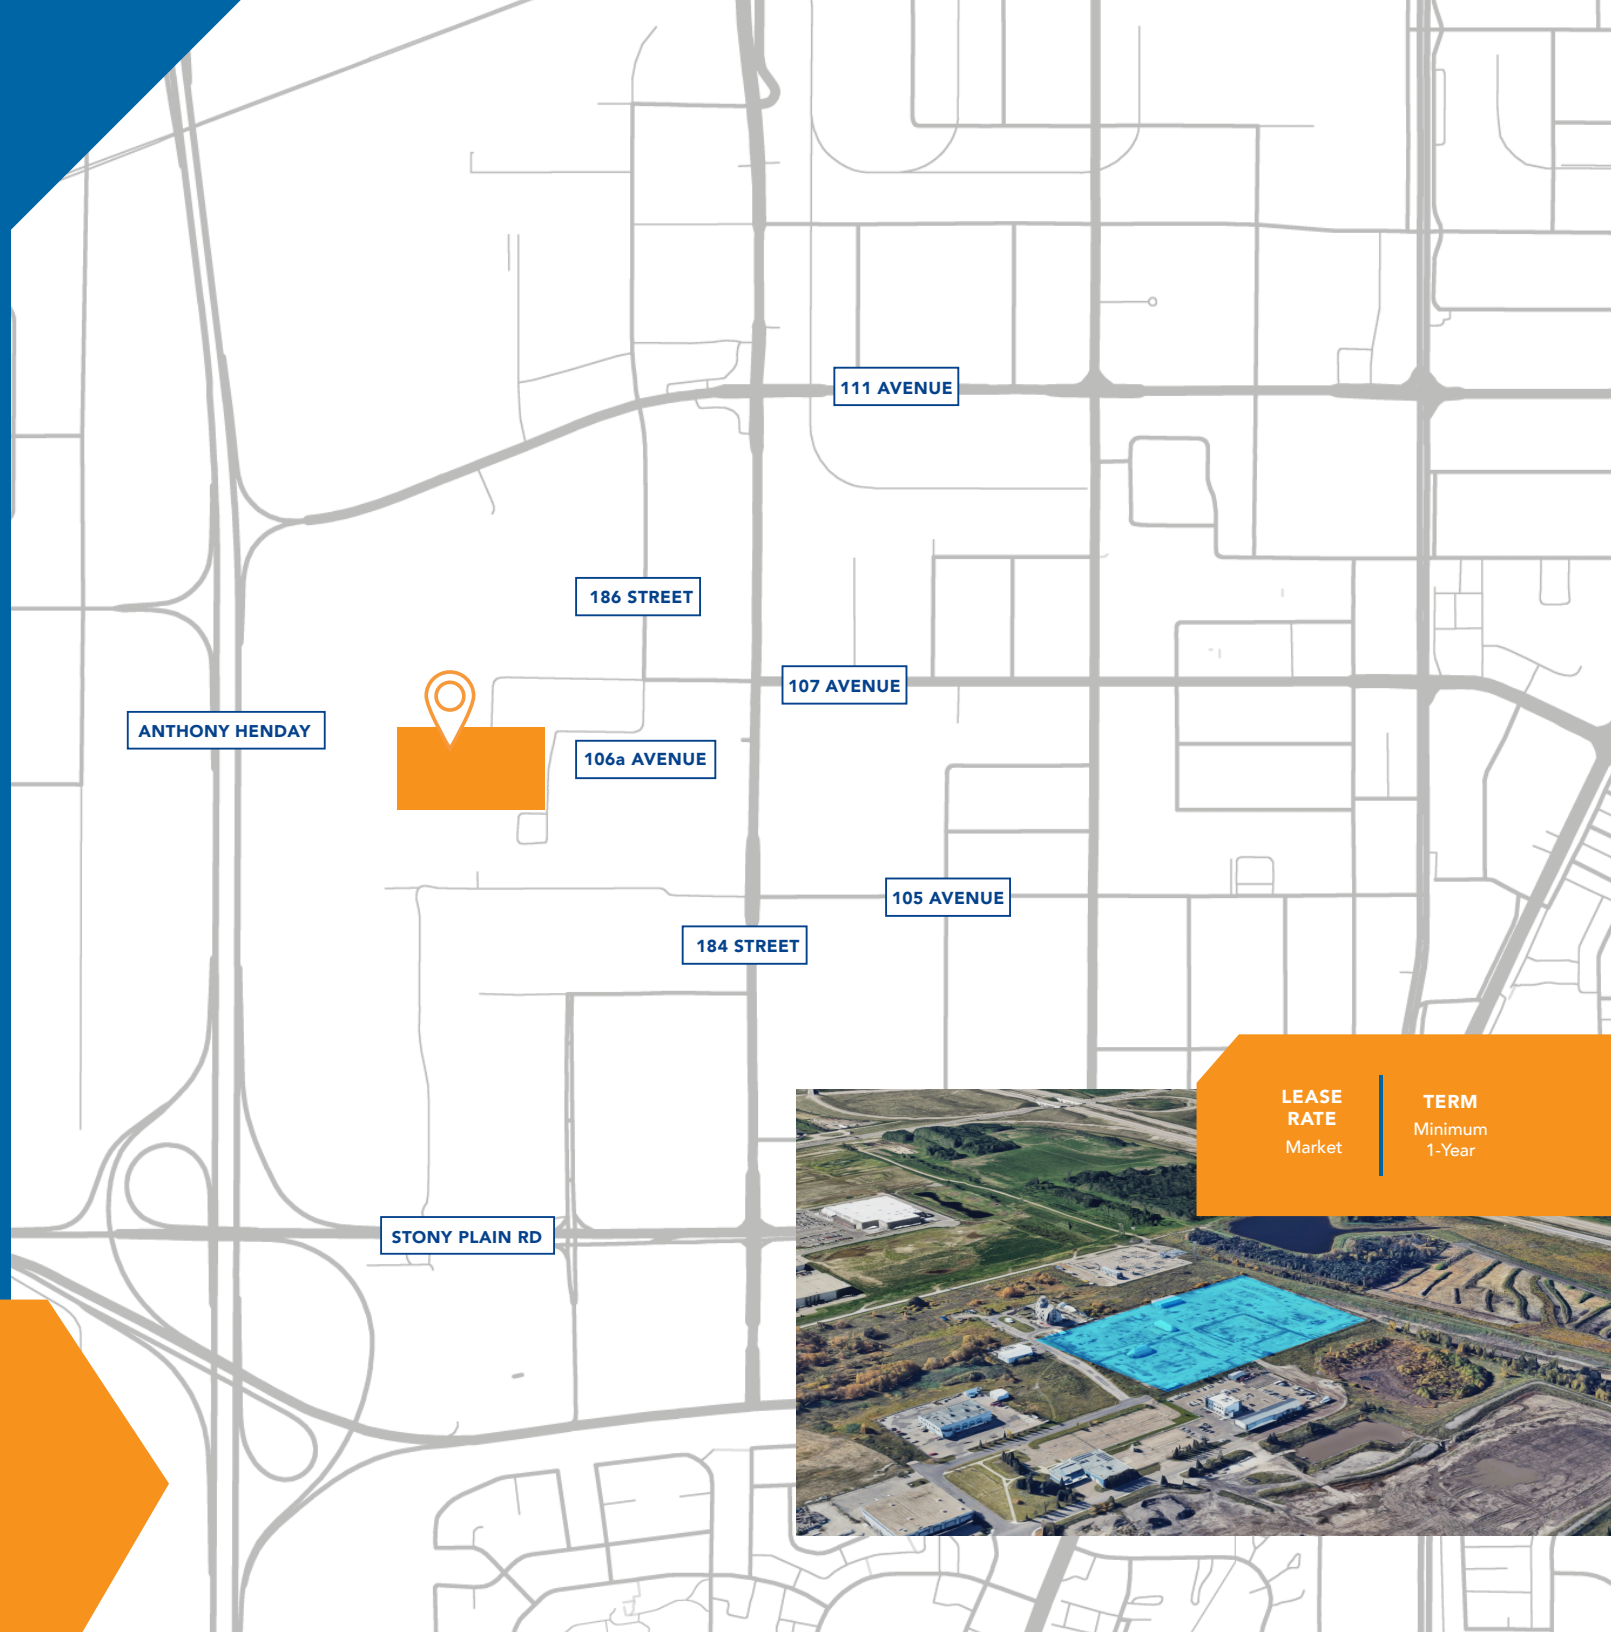 111 AVENUE
186 STREET
107 AVENUE
ANTHONY HENDAY
106a AVENUE
105 AVENUE
184 STREET
STONY PLAIN RD
LEASE
RATE
Market
TERM
Minimum
1-Year